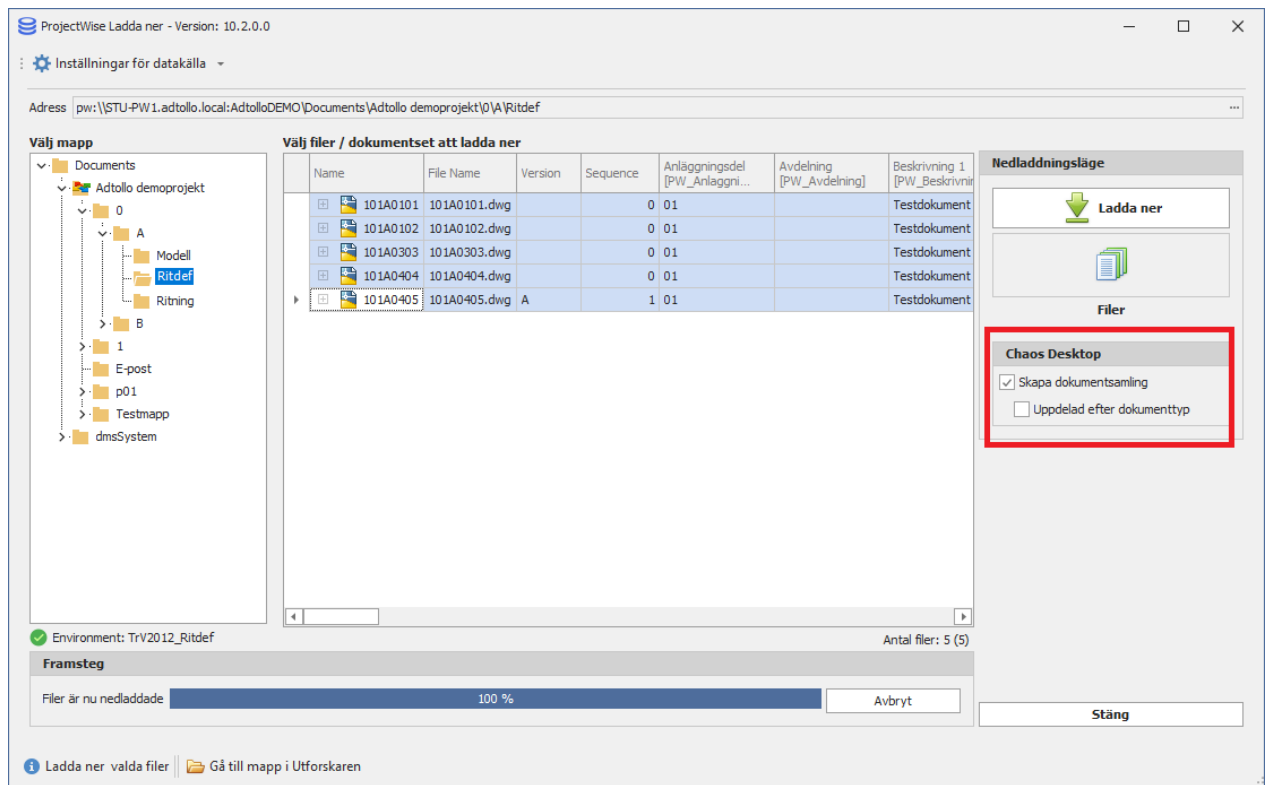 ProjectWise Ladda ner - Version: 10.2.0.0
Inställningar för datakälla
Adress pw:\\STU-PW1.adtollo.local:AdtolloDEMO\Documents\Adtollo demoprojekt\0\A\Ritdef ...
Välj mapp
Documents
Adtollo demoprojekt
0
A
Modell
Ritdef
Ritning
B
1
E-post
p01
Testmapp
dmsSystem
Environment: TrV2012_Ritdef
Välj filer / dokumentset att ladda ner
Name File Name Version Sequence Anläggningsdel [PW_Anlaggni... Avdelning [PW_Avdelning] Beskrivning 1 [PW_Beskrivnin
101A0101 101A0101.dwg 0 01 Testdokument
101A0102 101A0102.dwg 0 01 Testdokument
101A0303 101A0303.dwg 0 01 Testdokument
101A0404 101A0404.dwg 0 01 Testdokument
101A0405 101A0405.dwg A 1 01 Testdokument
Antal filer: 5 (5)
Nedladdningsläge
Ladda ner
Filer
Chaos Desktop
Skapa dokumentsamling
Uppdelad efter dokumenttyp
Framsteg
Filer är nu nedladdade 100 % Avbryt
Stäng
Ladda ner valda filer Gå till mapp i Utforskaren